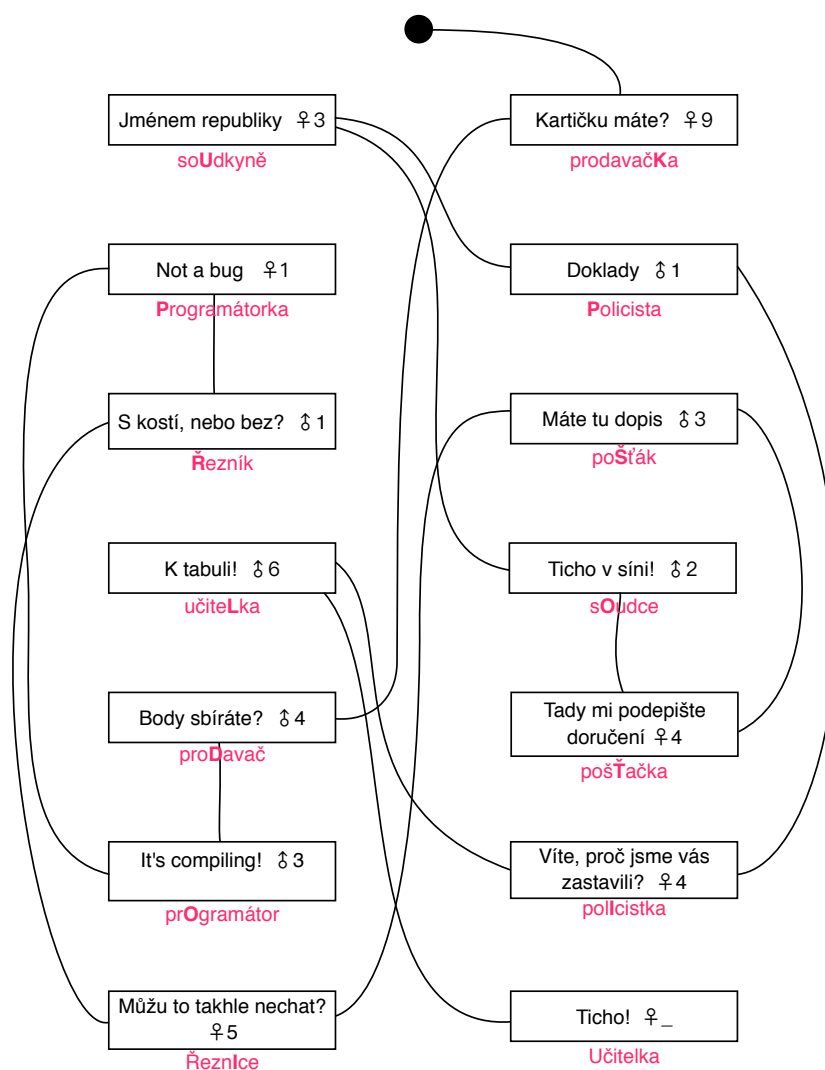 Jménem republiky ♀3
soUdkyně
Kartičku máte? ♀9
prodavačKa
Not a bug ♀1
Programátorka
Doklady ♂1
Policista
S kostí, nebo bez? ♂1
Řezník
Máte tu dopis ♂3
poŠťák
K tabuli! ♂6
učiteLka
Ticho v síni! ♂2
sOudce
Body sbíráte? ♂4
proDavač
Tady mi podepište
doručení ♀4
pošŤačka
It's compiling! ♂3
prOgramátor
Víte, proč jsme vás
zastavili? ♀4
polIcistka
Můžu to takhle nechat?
♀5
ŘeznIce
Ticho! ♀_
Učitelka